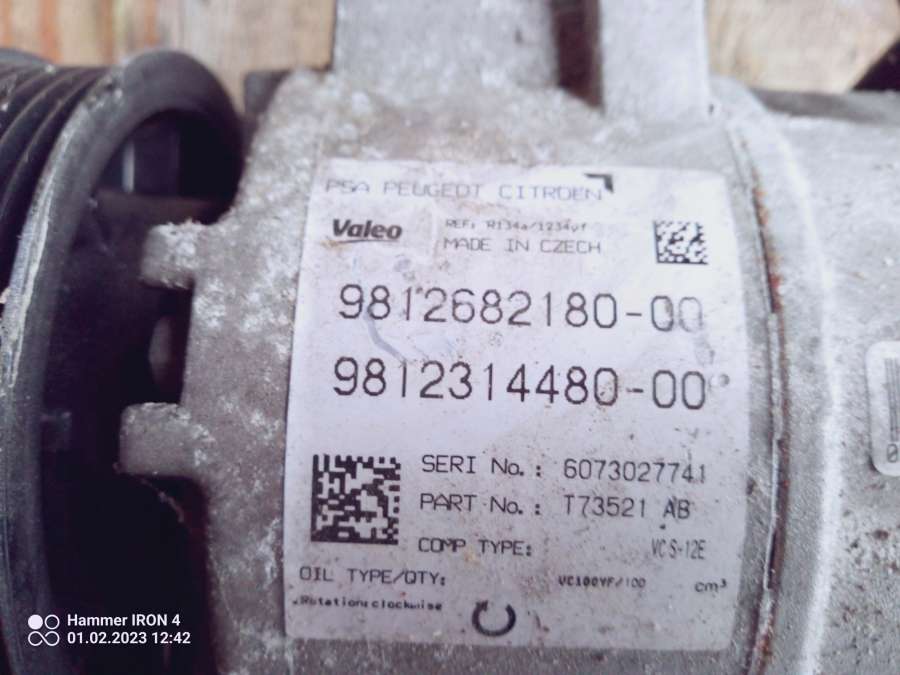 PSA PEUGEOT CITROEN
Valeo
REF: R134a/1234yf
MADE IN CZECH
9812682180-00
9812314480-00
SERI No.: 6073027741
PART No.: T73521 AB
COMP TYPE: VCS-12E
OIL TYPE/QTY: VC100YF/100 cm³
Rotation:clockwise
0
Hammer IRON 4
01.02.2023 12:42